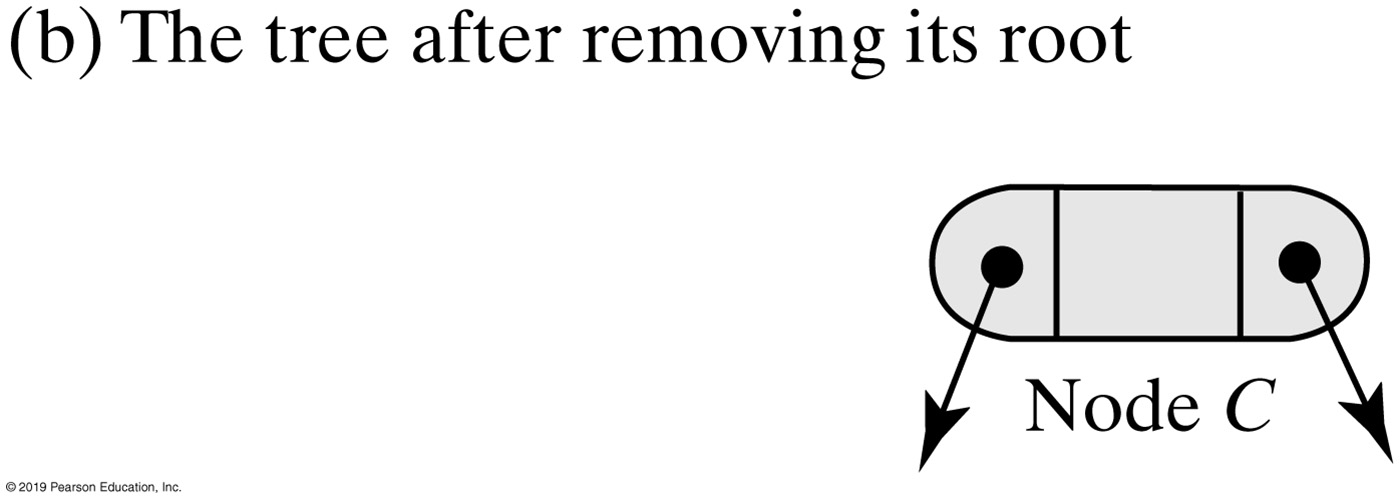 (b) The tree after removing its root
Node C
© 2019 Pearson Education, Inc.